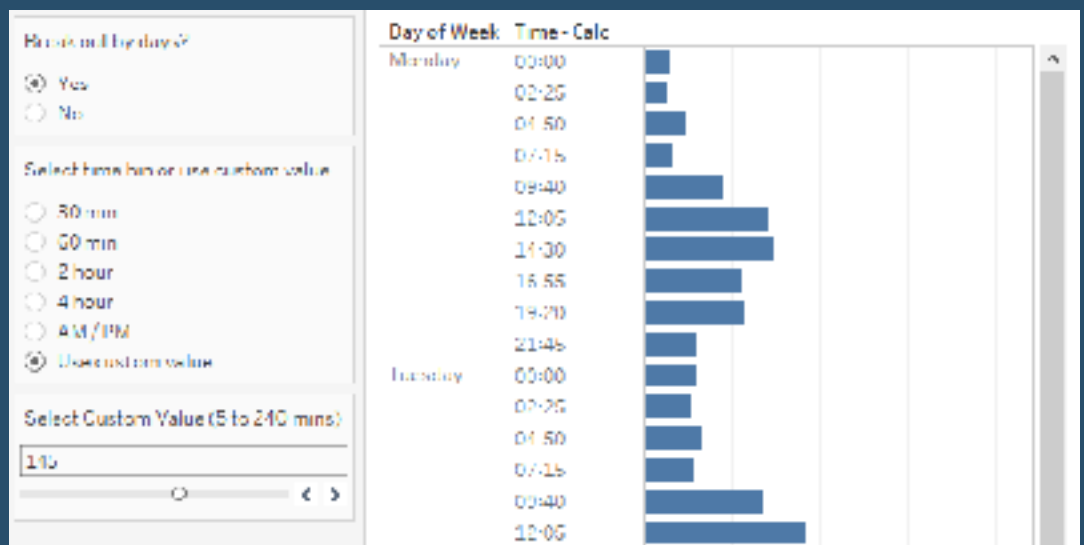 Break out by days?
Yes
No
Select time bin or use custom value
30 min
60 min
2 hour
4 hour
AM / PM
Use custom value
Select Custom Value (5 to 240 mins)
145
Day of Week Time - Calc
Monday 00:00
02:25
04:50
07:15
09:40
12:05
14:30
16:55
19:20
21:45
Tuesday 00:00
02:25
04:50
07:15
09:40
12:05